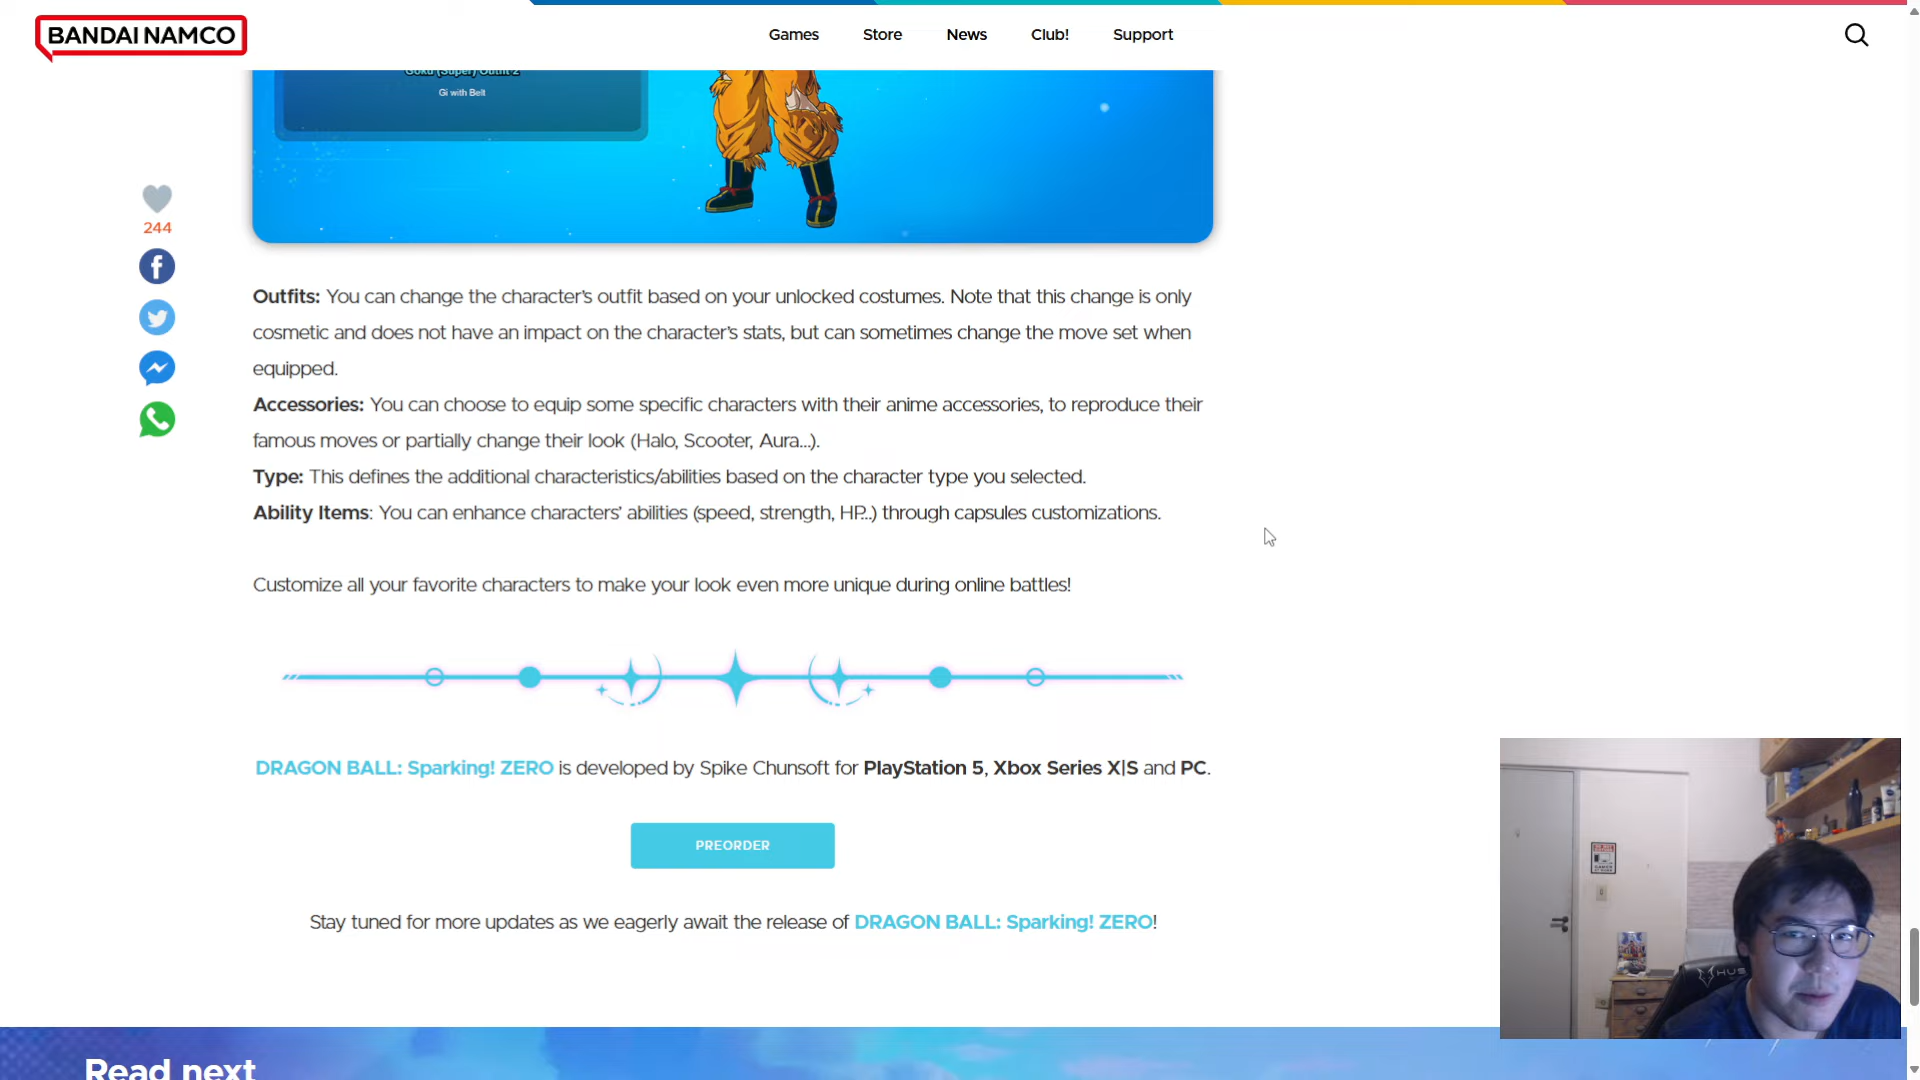 BANDAI NAMCO
Games
Store
News
Club!
Support
Goku (Super) Outfit 2
Gi with Belt
244
Outfits: You can change the character's outfit based on your unlocked costumes. Note that this change is only
cosmetic and does not have an impact on the character's stats, but can sometimes change the move set when
equipped.
Accessories: You can choose to equip some specific characters with their anime accessories, to reproduce their
famous moves or partially change their look (Halo, Scooter, Aura...).
Type: This defines the additional characteristics/abilities based on the character type you selected.
Ability Items: You can enhance characters' abilities (speed, strength, HP...) through capsules customizations.
Customize all your favorite characters to make your look even more unique during online battles!
DRAGON BALL: Sparking! ZERO is developed by Spike Chunsoft for PlayStation 5, Xbox Series X|S and PC.
PREORDER
Stay tuned for more updates as we eagerly await the release of DRAGON BALL: Sparking! ZERO!
Read next